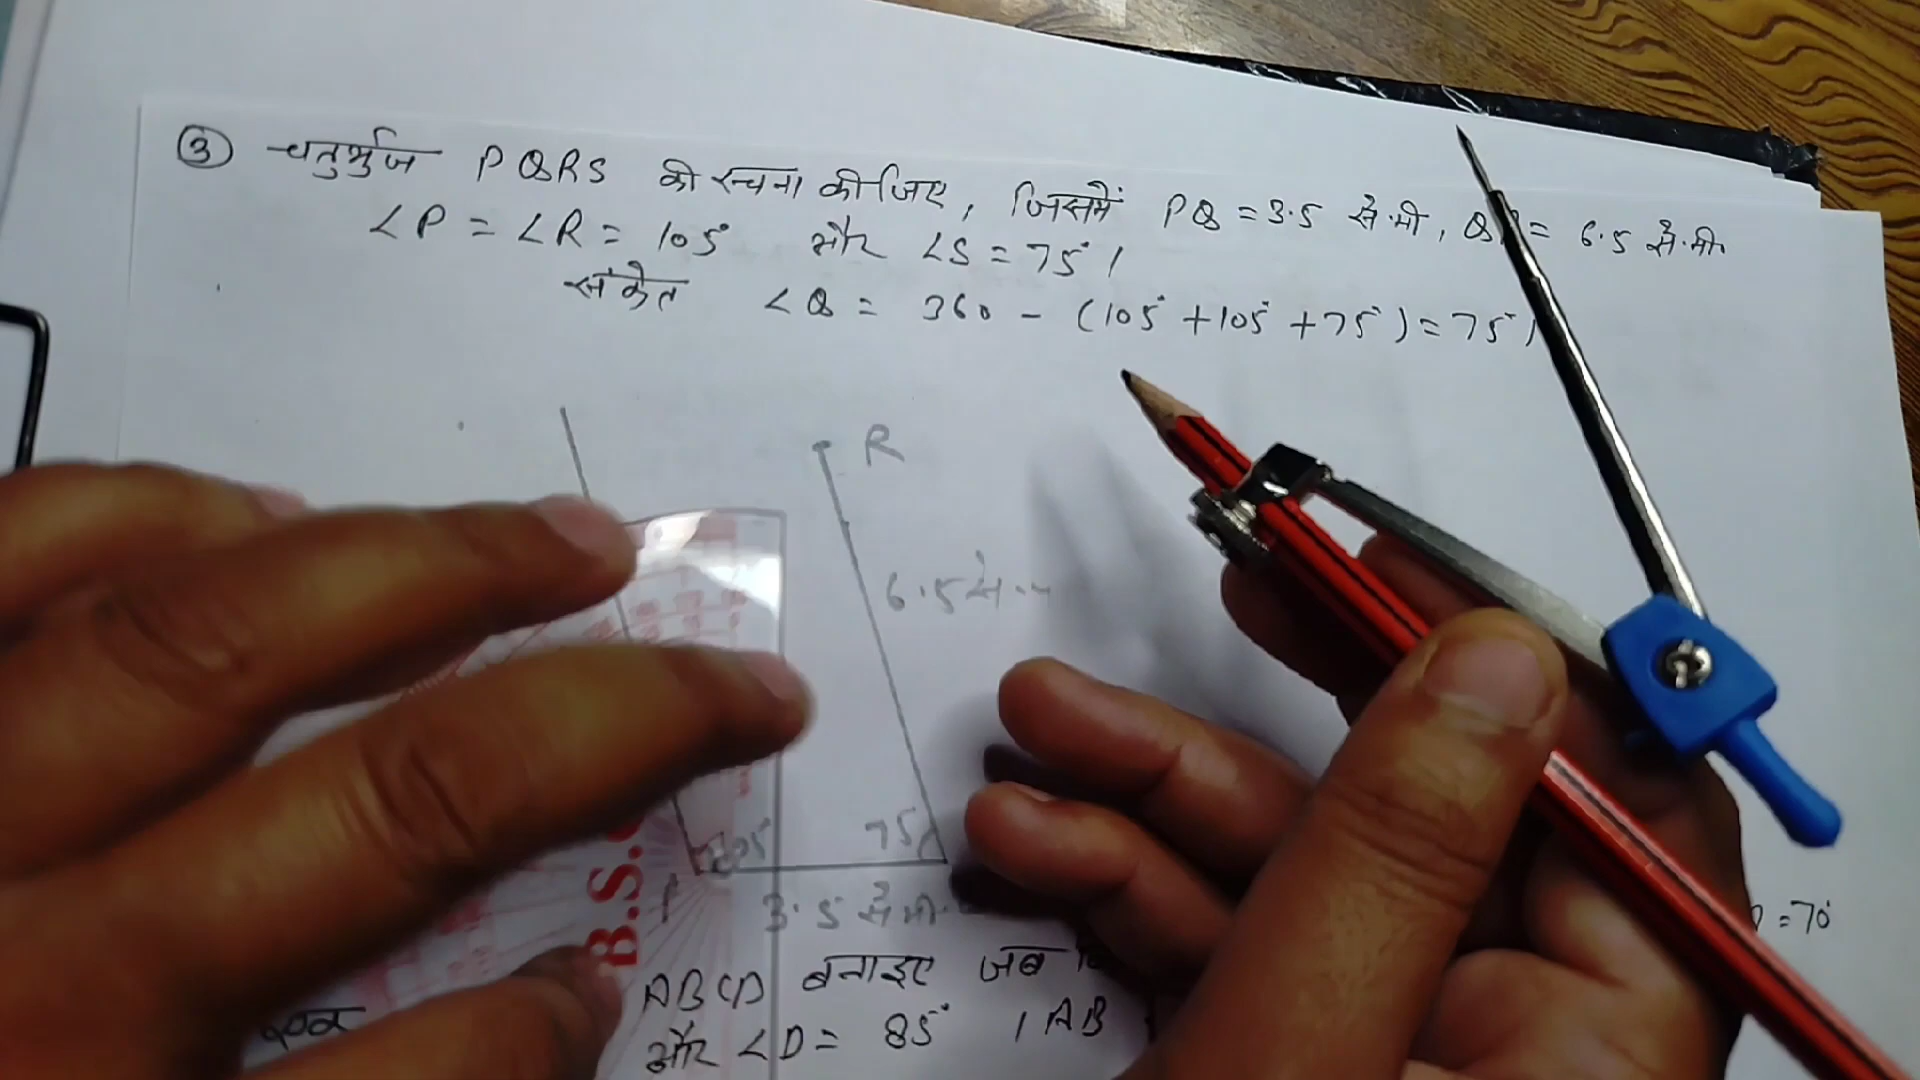 ③ चतुर्भुज PQRS की रचना कीजिए, जिसमें PQ = 3.5 से.मी, = 6.5 से.मी.
∠P = ∠R = 105° और ∠S = 75° ।
संकेत ∠Q = 360 - (105° + 105° + 75°) = 75° ।
R
6.5 से.
105° 75°
P 3.5 से.मी.
= 70°
ABCD बनाइए जब
और ∠D = 85° । AB
B.S.